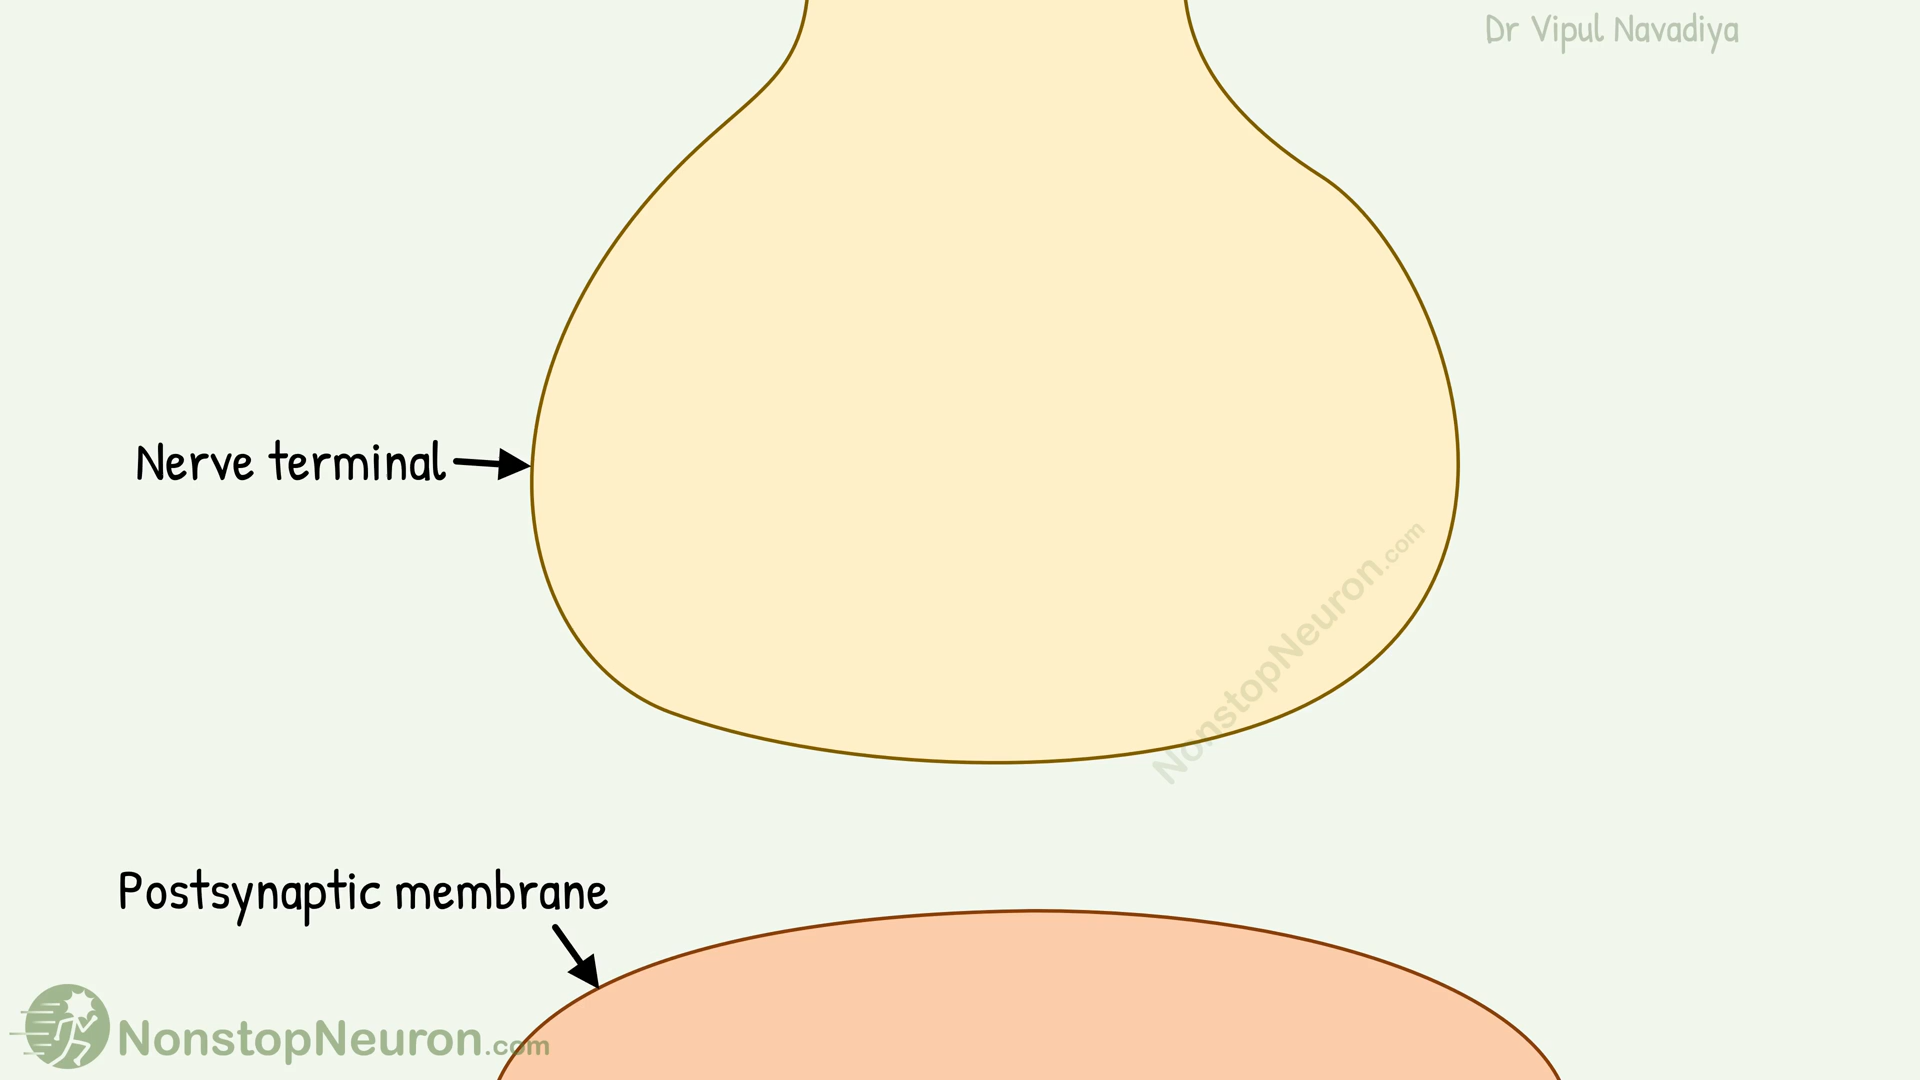 Dr Vipul Navadiya
Nerve terminal
NonstopNeuron.com
Postsynaptic membrane
NonstopNeuron.com